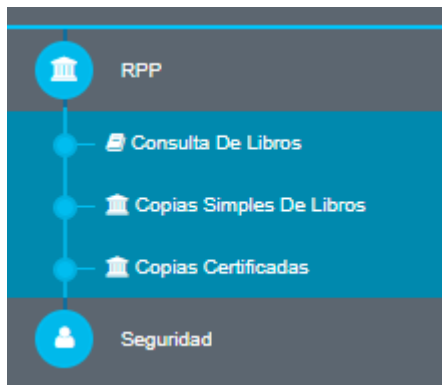 RPP
Consulta De Libros
Copias Simples De Libros
Copias Certificadas
Seguridad